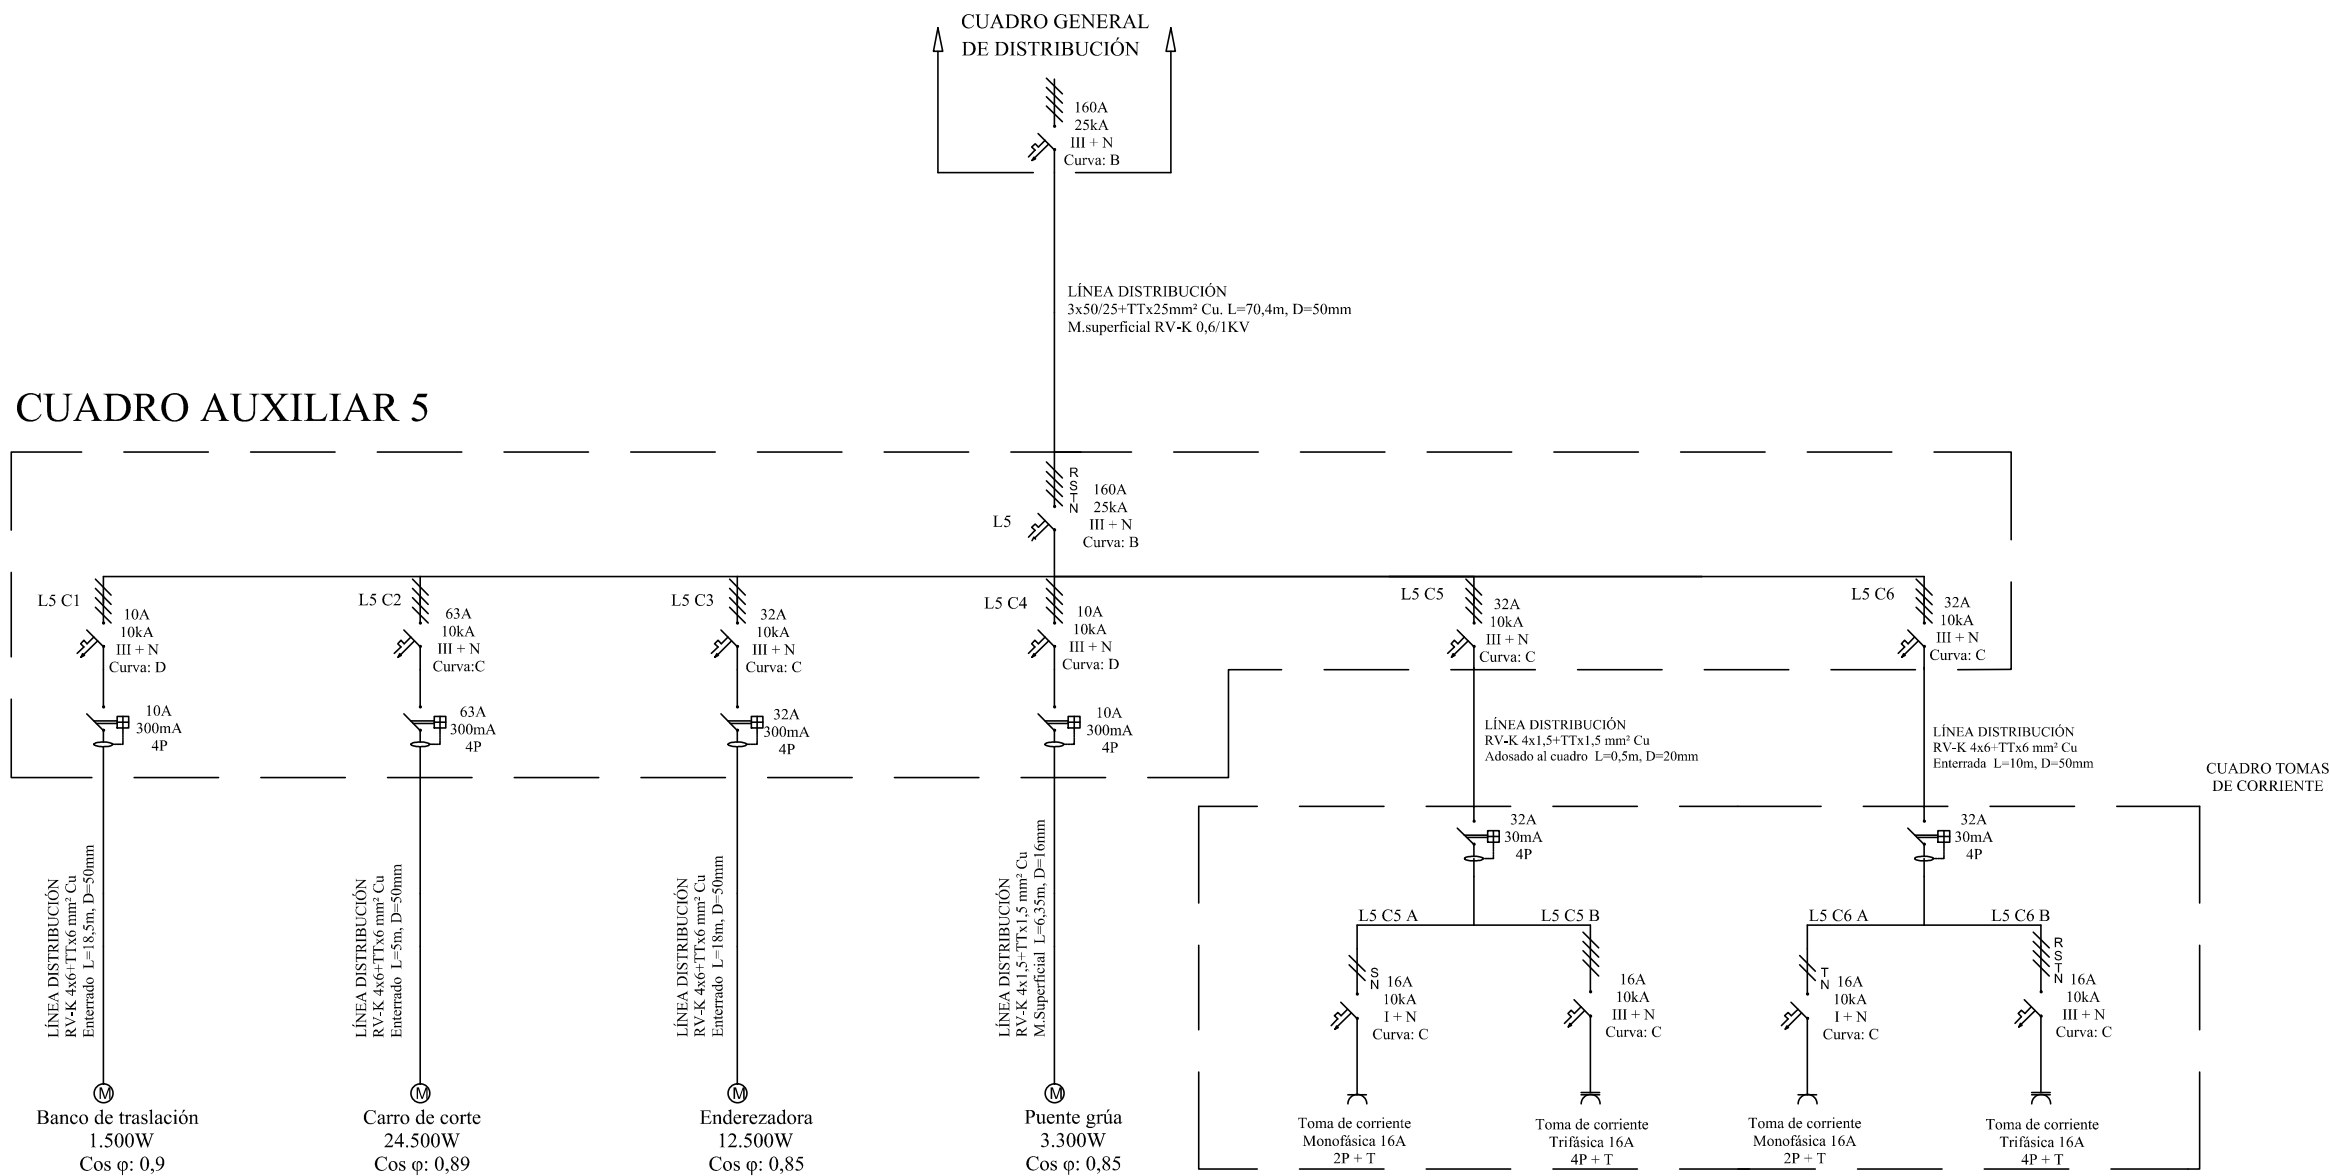 CUADRO GENERAL
DE DISTRIBUCIÓN
160A
25kA
III + N
Curva: B
LÍNEA DISTRIBUCIÓN
3x50/25+TTx25mm² Cu. L=70,4m, D=50mm
M.superficial RV-K 0,6/1KV
CUADRO AUXILIAR 5
R
S
T
N
L5
160A
25kA
III + N
Curva: B
L5 C1
10A
10kA
III + N
Curva: D
10A
300mA
4P
LÍNEA DISTRIBUCIÓN
RV-K 4x6+TTx6 mm² Cu
Enterrado L=18,5m, D=50mm
M
Banco de traslación
1.500W
Cos φ: 0,9
L5 C2
63A
10kA
III + N
Curva:C
63A
300mA
4P
LÍNEA DISTRIBUCIÓN
RV-K 4x6+TTx6 mm² Cu
Enterrado L=5m, D=50mm
M
Carro de corte
24.500W
Cos φ: 0,89
L5 C3
32A
10kA
III + N
Curva: C
32A
300mA
4P
LÍNEA DISTRIBUCIÓN
RV-K 4x6+TTx6 mm² Cu
Enterrado L=18m, D=50mm
M
Enderezadora
12.500W
Cos φ: 0,85
L5 C4
10A
10kA
III + N
Curva: D
10A
300mA
4P
LÍNEA DISTRIBUCIÓN
RV-K 4x1,5+TTx1,5 mm² Cu
M.Superficial L=6,35m, D=16mm
M
Puente grúa
3.300W
Cos φ: 0,85
L5 C5
32A
10kA
III + N
Curva: C
LÍNEA DISTRIBUCIÓN
RV-K 4x1,5+TTx1,5 mm² Cu
Adosado al cuadro L=0,5m, D=20mm
L5 C6
32A
10kA
III + N
Curva: C
LÍNEA DISTRIBUCIÓN
RV-K 4x6+TTx6 mm² Cu
Enterrada L=10m, D=50mm
CUADRO TOMAS
DE CORRIENTE
32A
30mA
4P
L5 C5 A
S
N
16A
10kA
I + N
Curva: C
Toma de corriente
Monofásica 16A
2P + T
L5 C5 B
16A
10kA
III + N
Curva: C
Toma de corriente
Trifásica 16A
4P + T
32A
30mA
4P
L5 C6 A
T
N
16A
10kA
I + N
Curva: C
Toma de corriente
Monofásica 16A
2P + T
L5 C6 B
R
S
T
N
16A
10kA
III + N
Curva: C
Toma de corriente
Trifásica 16A
4P + T